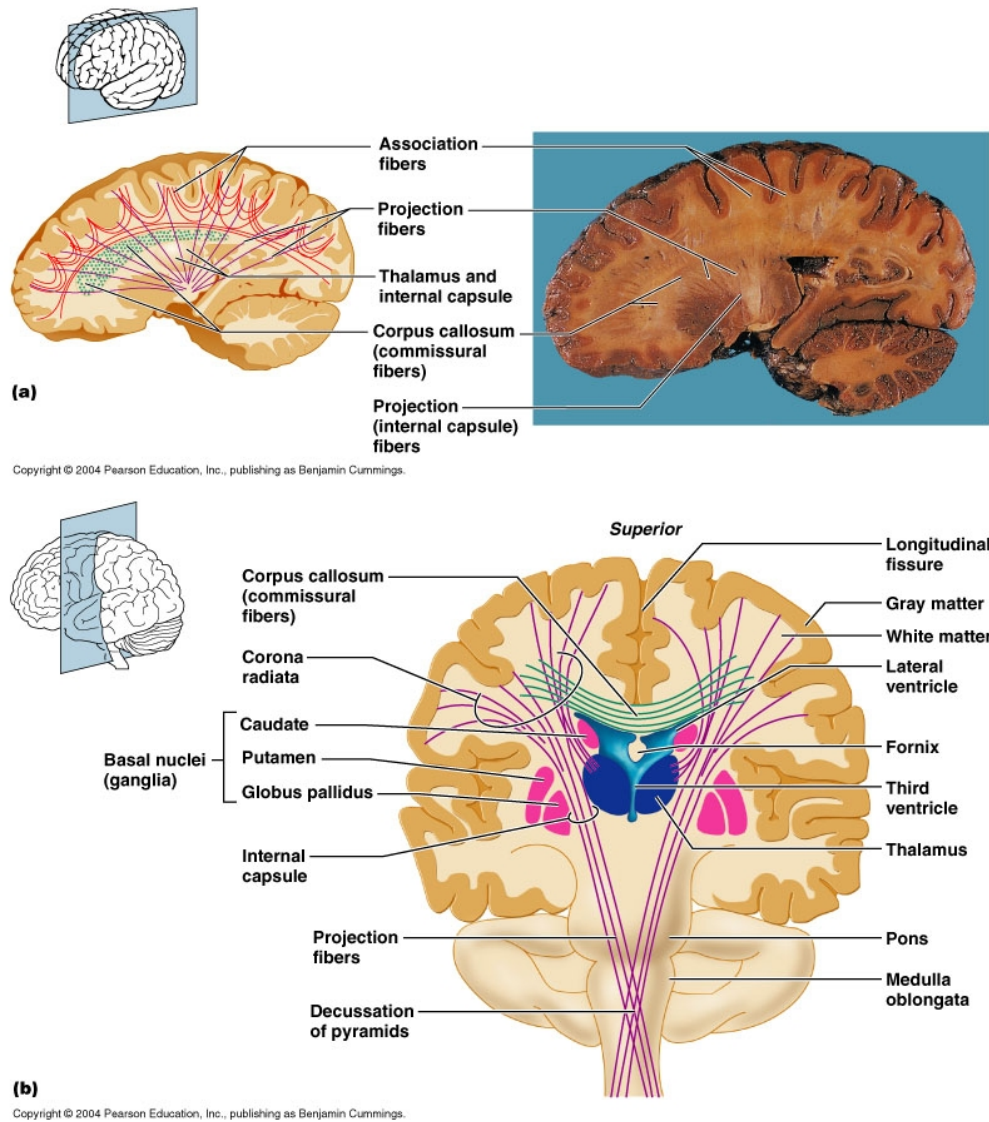 Association
fibers
Projection
fibers
Thalamus and
internal capsule
Corpus callosum
(commissural
fibers)
Projection
(internal capsule)
fibers
(a)
Copyright © 2004 Pearson Education, Inc., publishing as Benjamin Cummings.
Superior
Corpus callosum
(commissural
fibers)
Corona
radiata
Basal nuclei
(ganglia)
Caudate
Putamen
Globus pallidus
Internal
capsule
Projection
fibers
Decussation
of pyramids
Longitudinal
fissure
Gray matter
White matter
Lateral
ventricle
Fornix
Third
ventricle
Thalamus
Pons
Medulla
oblongata
(b)
Copyright © 2004 Pearson Education, Inc., publishing as Benjamin Cummings.